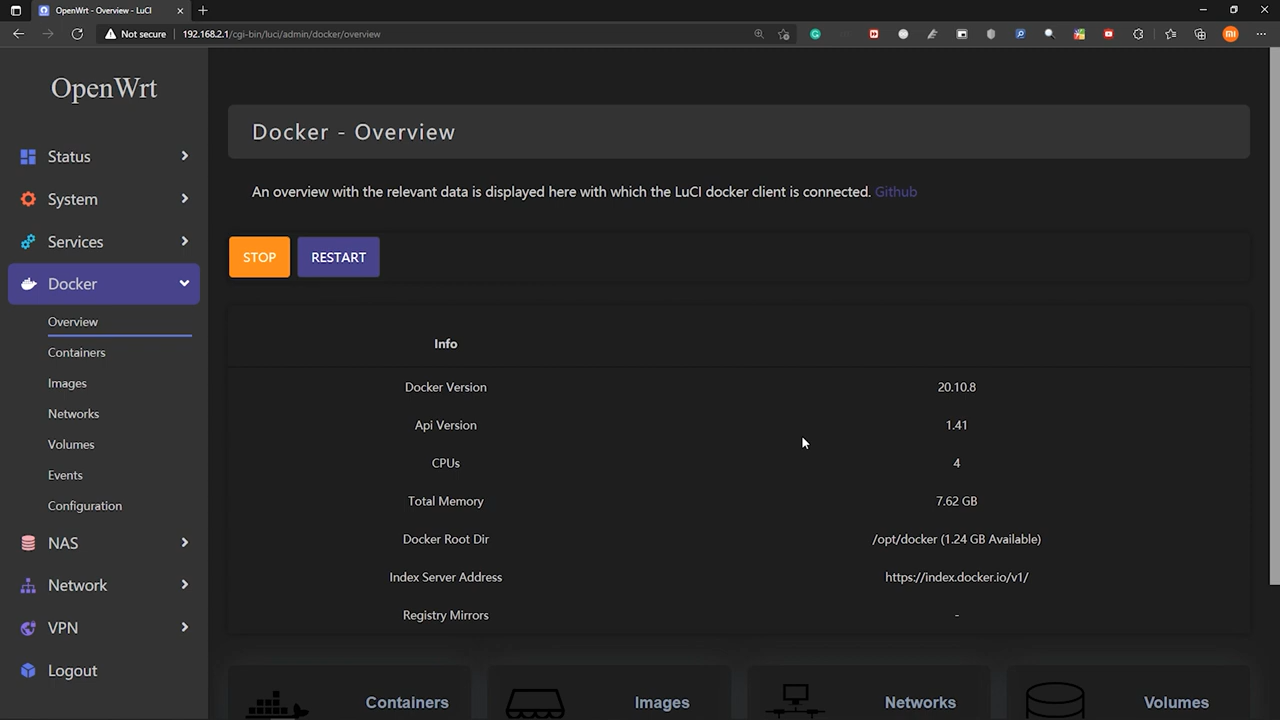 OpenWrt - Overview - LuCI
Not secure
192.168.2.1/cgi-bin/luci/admin/docker/overview
OpenWrt
Status
System
Services
Docker
Overview
Containers
Images
Networks
Volumes
Events
Configuration
NAS
Network
VPN
Logout
Docker - Overview
An overview with the relevant data is displayed here with which the LuCI docker client is connected. Github
STOP RESTART
Info
Docker Version 20.10.8
Api Version 1.41
CPUs 4
Total Memory 7.62 GB
Docker Root Dir /opt/docker (1.24 GB Available)
Index Server Address https://index.docker.io/v1/
Registry Mirrors -
Containers Images Networks Volumes